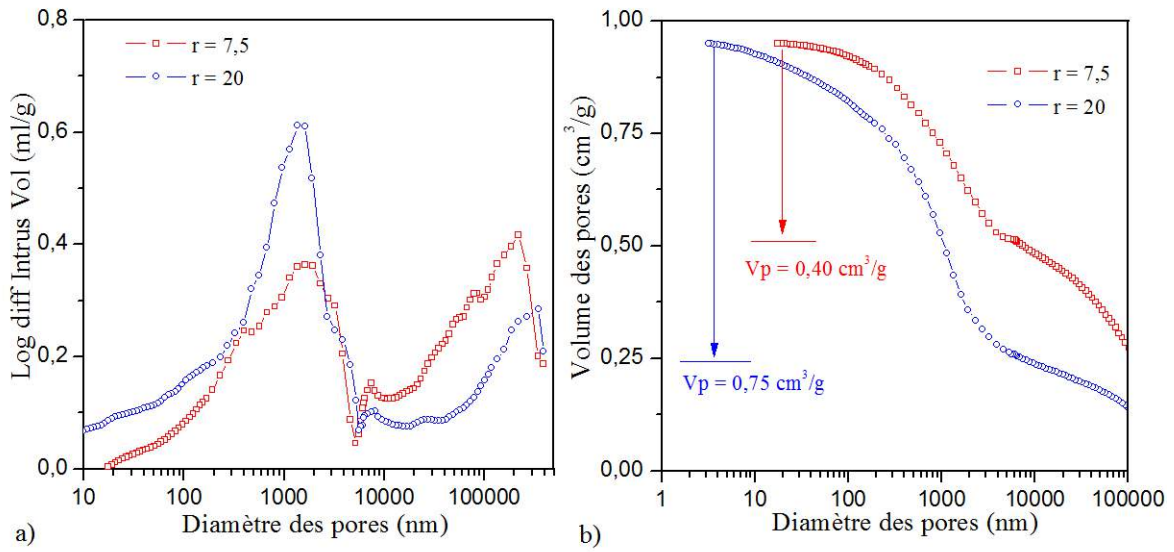 0,8
0,6
0,4
0,2
0,0
Log diff Intrus Vol (ml/g)
r = 7,5
r = 20
10
100
1000
10000
100000
Diamètre des pores (nm)
a)
1,00
0,75
0,50
0,25
0,00
Volume des pores (cm³/g)
r = 7,5
r = 20
Vp = 0,40 cm³/g
Vp = 0,75 cm³/g
1
10
100
1000
10000
100000
Diamètre des pores (nm)
b)